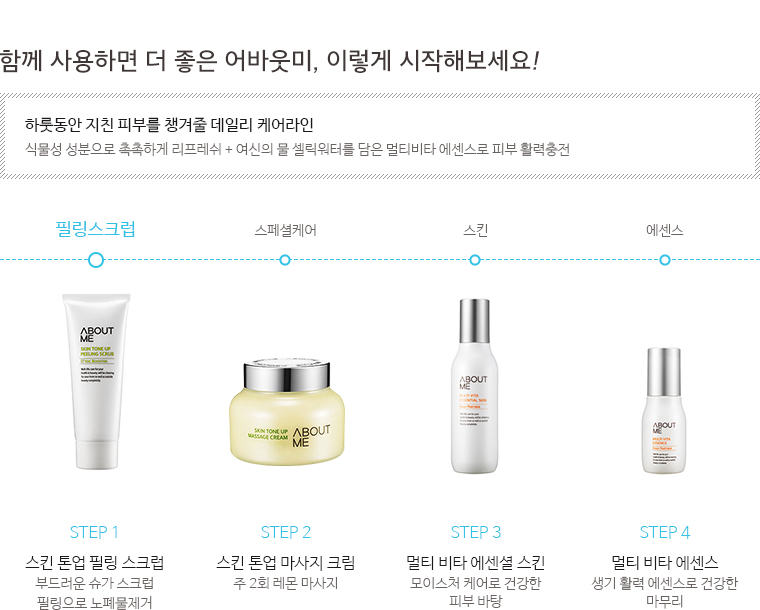 함께 사용하면 더 좋은 어바웃미, 이렇게 시작해보세요!
하룻동안 지친 피부를 챙겨줄 데일리 케어라인
식물성 성분으로 촉촉하게 리프레쉬 + 여신의 물 셀릭워터를 담은 멀티비타 에센스로 피부 활력충전
필링스크럽
스페셜케어
스킨
에센스
ABOUT
ME
SKIN TONE UP
PEELING SCRUB
SKIN TONE UP
MASSAGE CREAM
ABOUT
ME
ABOUT
ME
MULTI VITA
ESSENTIAL SKIN
ABOUT
ME
MULTI VITA
ESSENCE
STEP 1
STEP 2
STEP 3
STEP 4
스킨 톤업 필링 스크럽
부드러운 슈가 스크럽
필링으로 노폐물제거
스킨 톤업 마사지 크림
주 2회 레몬 마사지
멀티 비타 에센셜 스킨
모이스처 케어로 건강한
피부 바탕
멀티 비타 에센스
생기 활력 에센스로 건강한
마무리